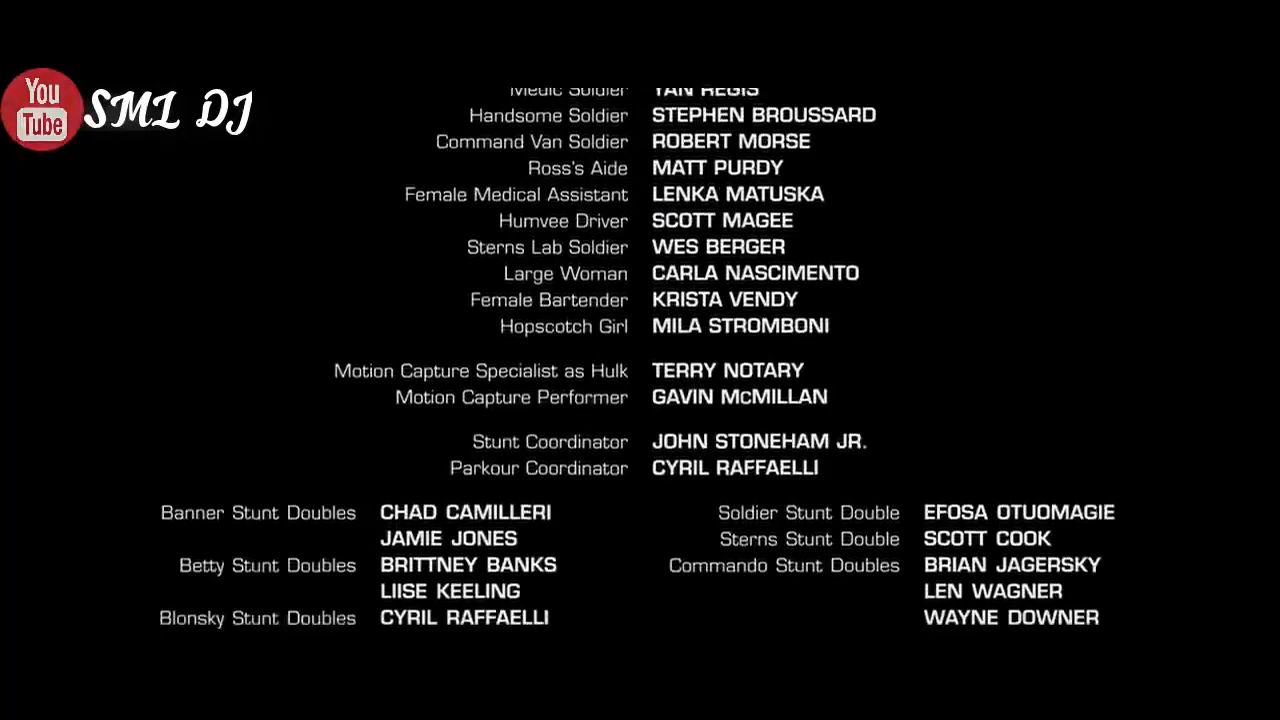 You
Tube
SML DJ
Medic Soldier YAN REGIS
Handsome Soldier STEPHEN BROUSSARD
Command Van Soldier ROBERT MORSE
Ross's Aide MATT PURDY
Female Medical Assistant LENKA MATUSKA
Humvee Driver SCOTT MAGEE
Sterns Lab Soldier WES BERGER
Large Woman CARLA NASCIMENTO
Female Bartender KRISTA VENDY
Hopscotch Girl MILA STROMBONI
Motion Capture Specialist as Hulk TERRY NOTARY
Motion Capture Performer GAVIN McMILLAN
Stunt Coordinator JOHN STONEHAM JR.
Parkour Coordinator CYRIL RAFFAELLI
Banner Stunt Doubles CHAD CAMILLERI
JAMIE JONES
Betty Stunt Doubles BRITTNEY BANKS
LIISE KEELING
Blonsky Stunt Doubles CYRIL RAFFAELLI
Soldier Stunt Double EFOSA OTUOMAGIE
Sterns Stunt Double SCOTT COOK
Commando Stunt Doubles BRIAN JAGERSKY
LEN WAGNER
WAYNE DOWNER